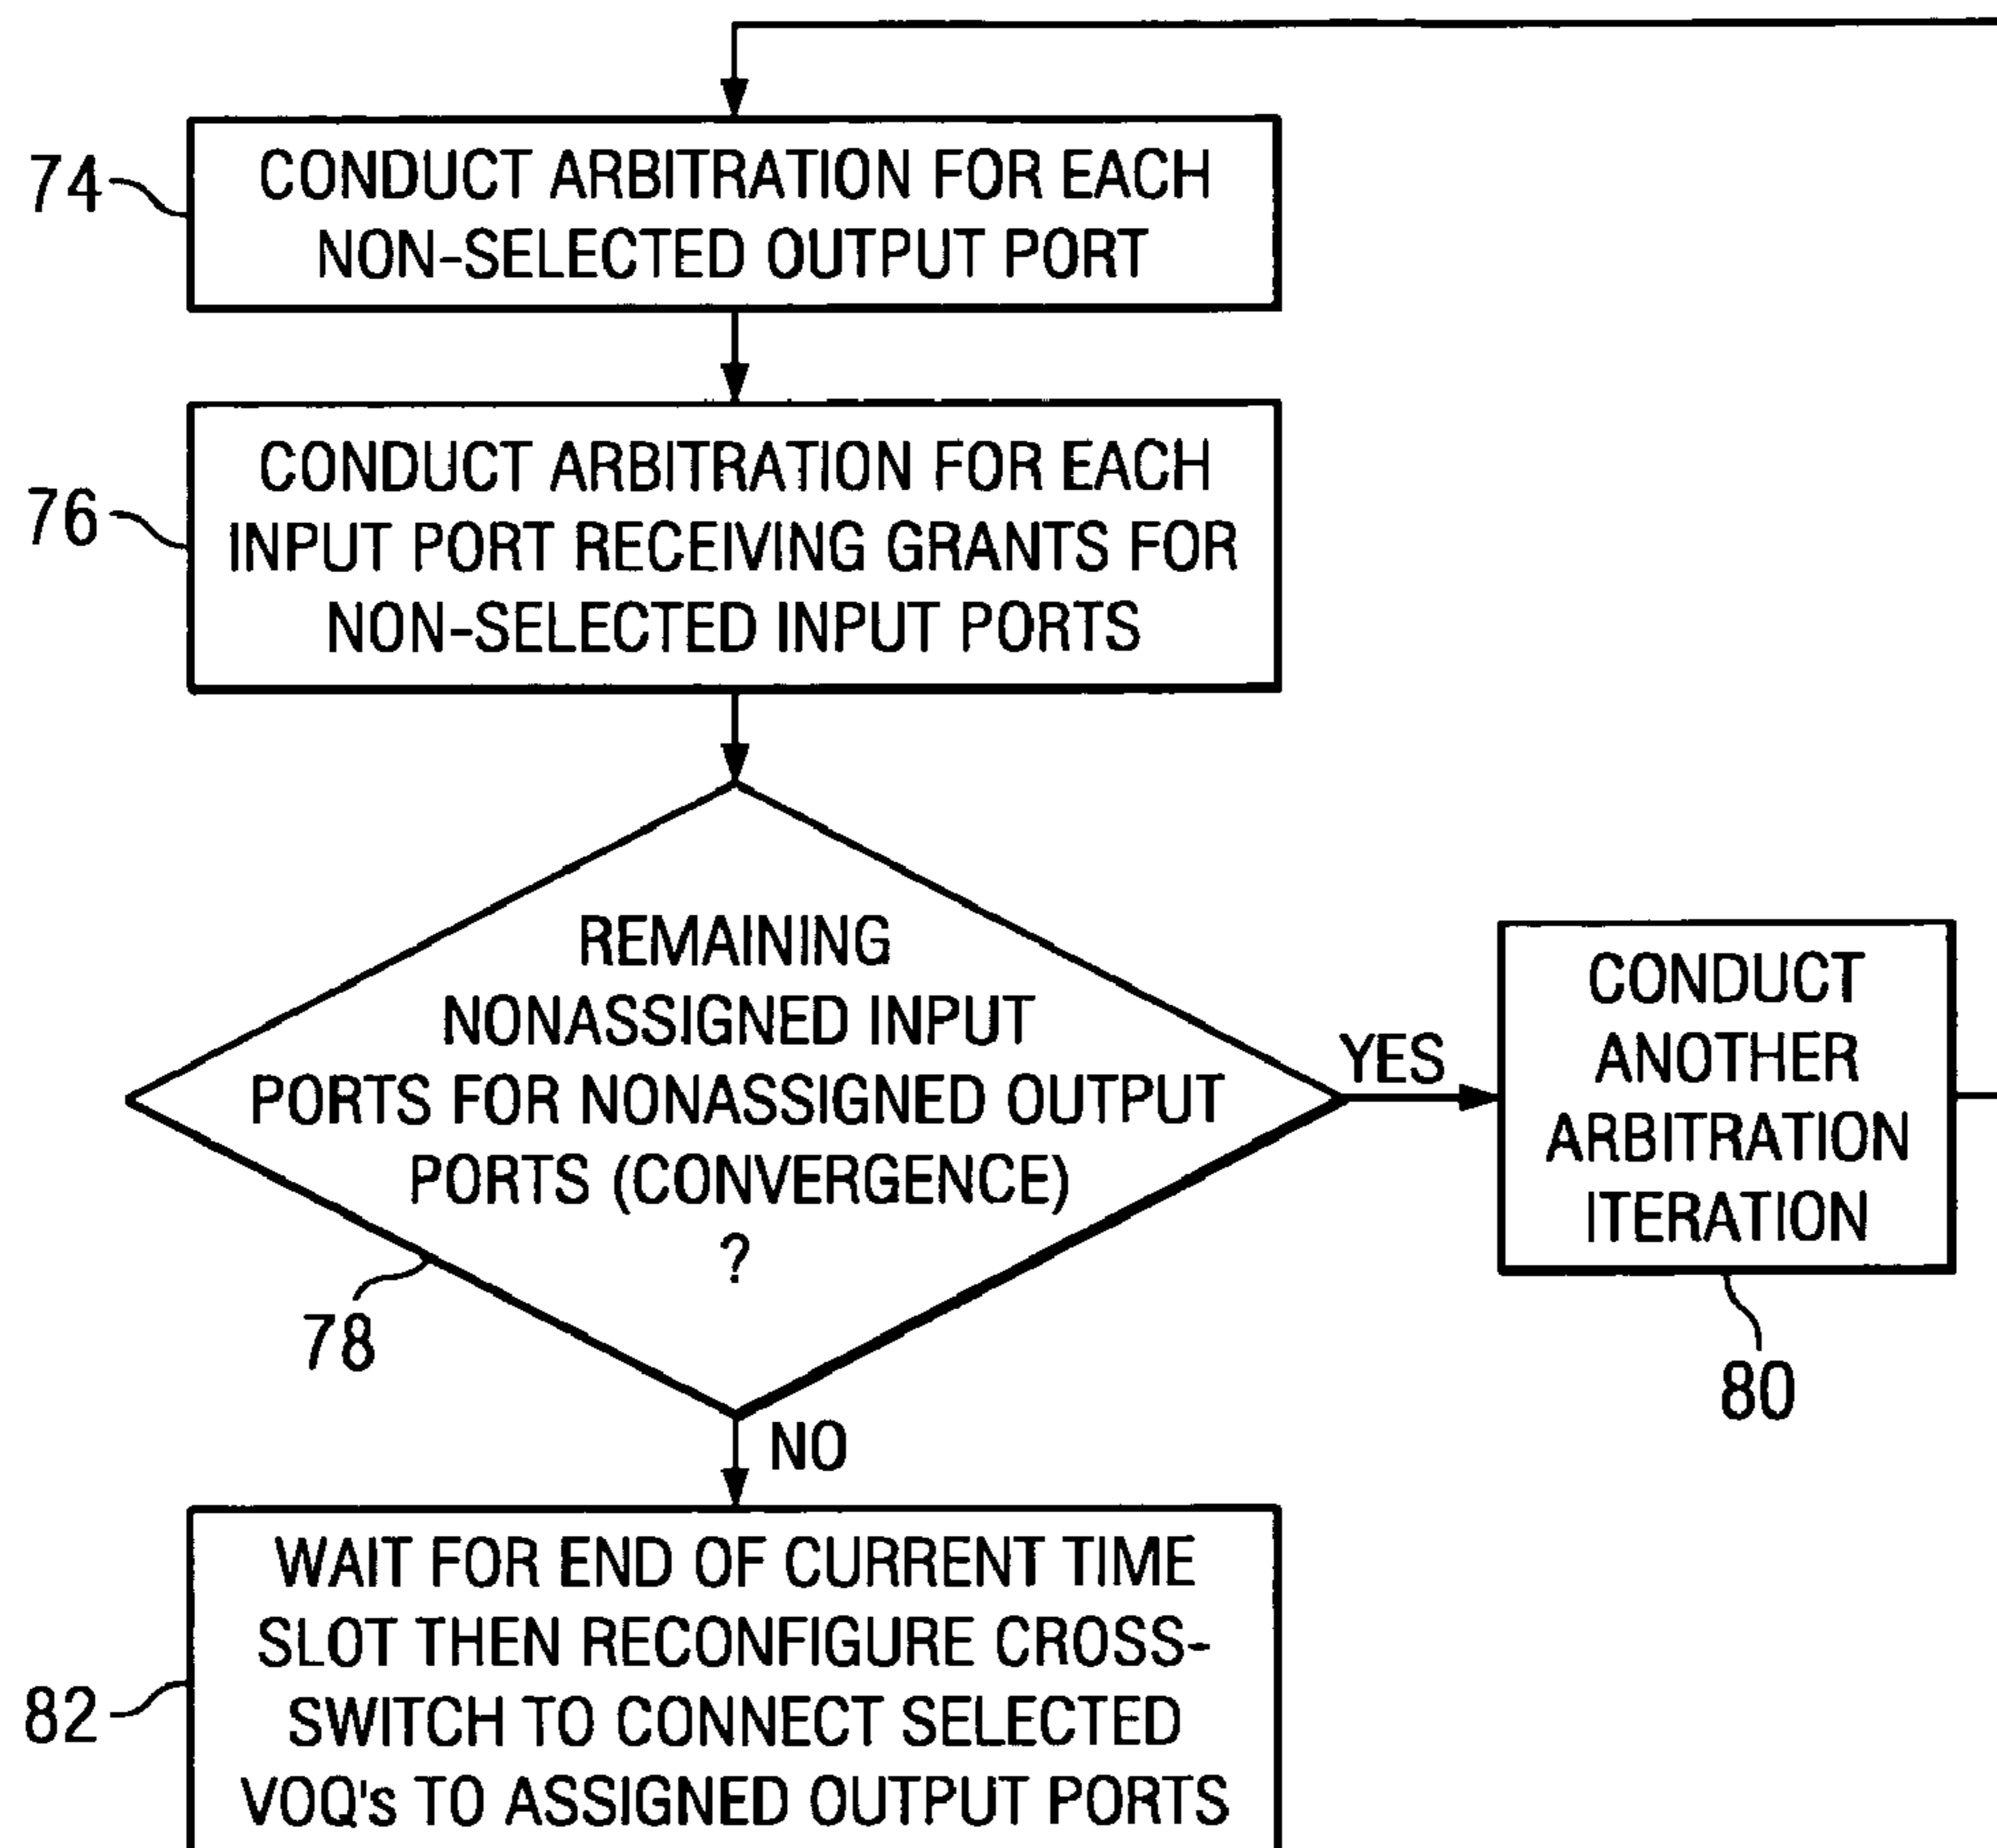 74
CONDUCT ARBITRATION FOR EACH
NON-SELECTED OUTPUT PORT
76
CONDUCT ARBITRATION FOR EACH
INPUT PORT RECEIVING GRANTS FOR
NON-SELECTED INPUT PORTS
REMAINING
NONASSIGNED INPUT
PORTS FOR NONASSIGNED OUTPUT
PORTS (CONVERGENCE)
?
78
YES
CONDUCT
ANOTHER
ARBITRATION
ITERATION
80
NO
82
WAIT FOR END OF CURRENT TIME
SLOT THEN RECONFIGURE CROSS-
SWITCH TO CONNECT SELECTED
VOQ's TO ASSIGNED OUTPUT PORTS